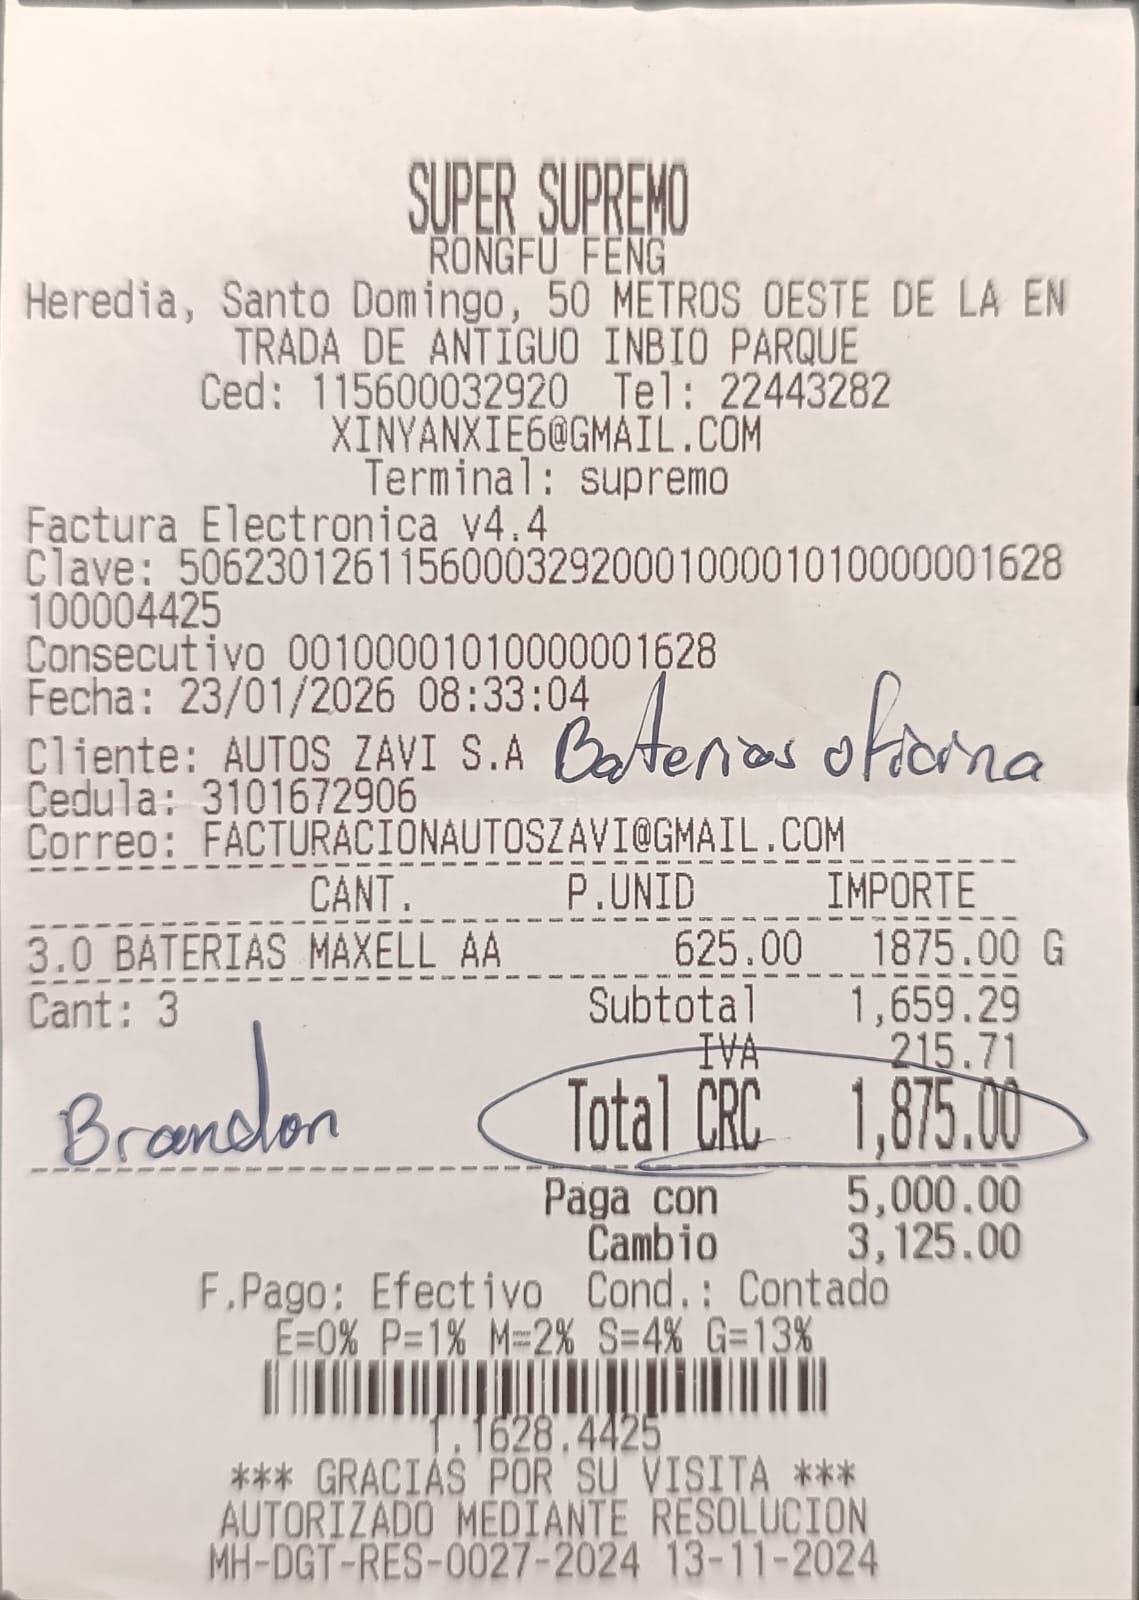 SUPER SUPREMO
RONGFU FENG
Heredia, Santo Domingo, 50 METROS OESTE DE LA EN
TRADA DE ANTIGUO INBIO PARQUE
Ced: 115600032920 Tel: 22443282
XINYANXIE6@GMAIL.COM
Terminal: supremo
Factura Electronica v4.4
Clave: 50623012611560003292000100001010000001628
100004425
Consecutivo 00100001010000001628
Fecha: 23/01/2026 08:33:04
Cliente: AUTOS ZAVI S.A Baterias oficina
Cedula: 3101672906
Correo: FACTURACIONAUTOSZAVI@GMAIL.COM
CANT. P.UNID IMPORTE
3.0 BATERIAS MAXELL AA 625.00 1875.00 G
Cant: 3 Subtotal 1,659.29
IVA 215.71
Total CRC 1,875.00
Brandon
Paga con 5,000.00
Cambio 3,125.00
F.Pago: Efectivo Cond.: Contado
E=0% P=1% M=2% S=4% G=13%
1.1628.4425
*** GRACIAS POR SU VISITA ***
AUTORIZADO MEDIANTE RESOLUCION
MH-DGT-RES-0027-2024 13-11-2024